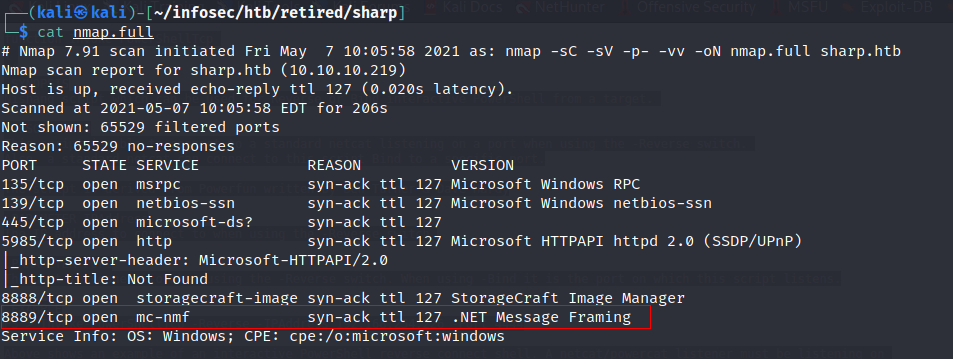 (kali㉿kali)-[~/infosec/htb/retired/sharp]
$ cat nmap.full
# Nmap 7.91 scan initiated Fri May  7 10:05:58 2021 as: nmap -sC -sV -p- -vv -oN nmap.full sharp.htb
Nmap scan report for sharp.htb (10.10.10.219)
Host is up, received echo-reply ttl 127 (0.020s latency).
Scanned at 2021-05-07 10:05:58 EDT for 206s
Not shown: 65529 filtered ports
Reason: 65529 no-responses
PORT     STATE SERVICE            REASON          VERSION
135/tcp  open  msrpc              syn-ack ttl 127 Microsoft Windows RPC
139/tcp  open  netbios-ssn        syn-ack ttl 127 Microsoft Windows netbios-ssn
445/tcp  open  microsoft-ds?      syn-ack ttl 127
5985/tcp open  http               syn-ack ttl 127 Microsoft HTTPAPI httpd 2.0 (SSDP/UPnP)
|_http-server-header: Microsoft-HTTPAPI/2.0
|_http-title: Not Found
8888/tcp open  storagecraft-image syn-ack ttl 127 StorageCraft Image Manager
8889/tcp open  mc-nmf             syn-ack ttl 127 .NET Message Framing
Service Info: OS: Windows; CPE: cpe:/o:microsoft:windows